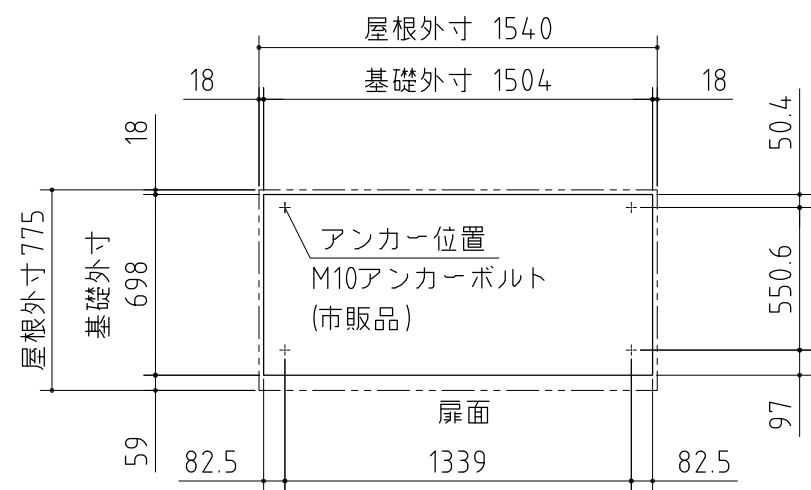 屋根外寸 1540
18
基礎外寸 1504
18
18
50.4
屋根外寸 775
基礎外寸
698
アンカー位置
M10アンカーボルト
(市販品)
550.6
扉面
59
97
82.5
1339
82.5